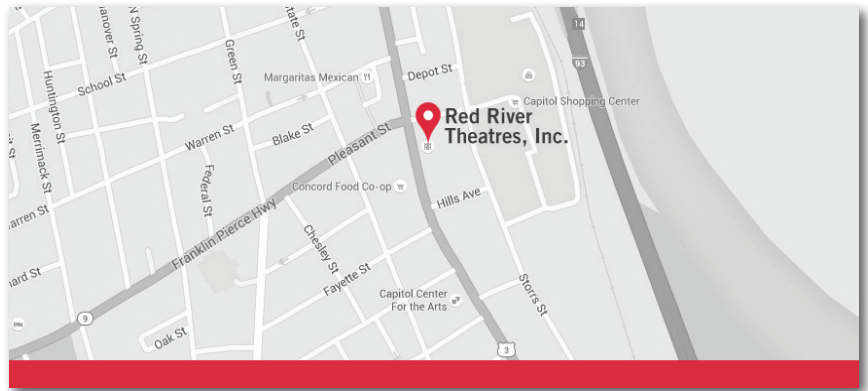 Hanover St
N Spring St
Green St
State St
14
93
School St
Huntington St
Margaritas Mexican
Depot St
Capitol Shopping Center
Red River
Theatres, Inc.
Merrimack St
Warren St
Blake St
Pleasant St
Federal St
Concord Food Co-op
Hills Ave
Warren St
Franklin Pierce Hwy
Chesley St
Fayette St
Storrs St
Capitol Center
For the Arts
9
Oak St
3